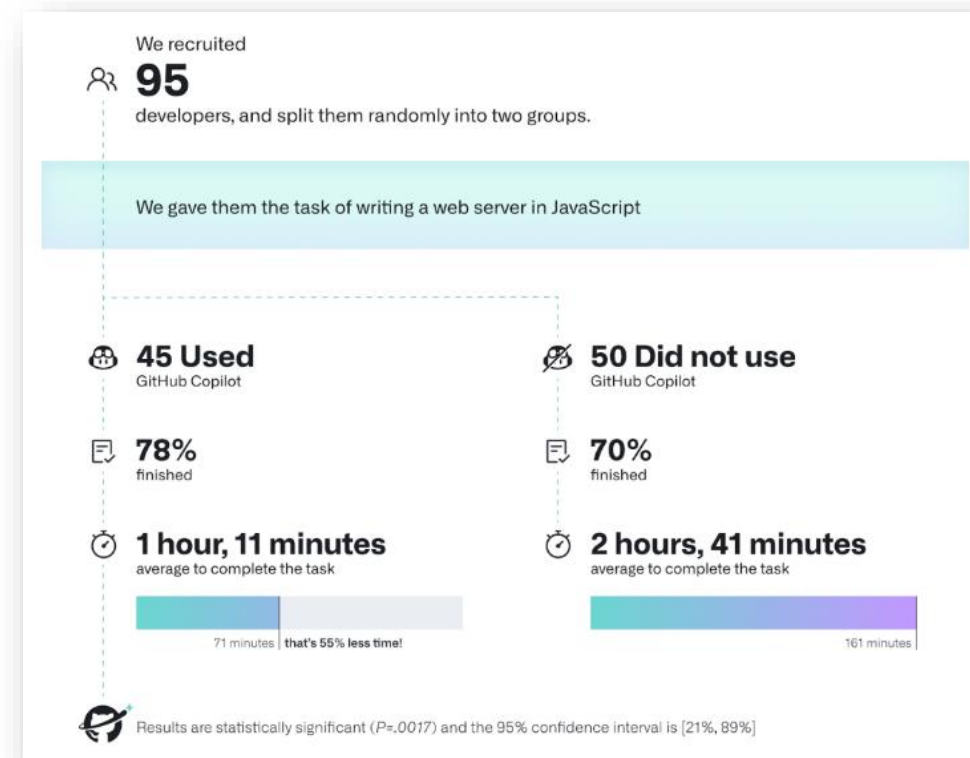 We recruited
95
developers, and split them randomly into two groups.
We gave them the task of writing a web server in JavaScript
45 Used
GitHub Copilot
78%
finished
1 hour, 11 minutes
average to complete the task
71 minutes | that's 55% less time!
50 Did not use
GitHub Copilot
70%
finished
2 hours, 41 minutes
average to complete the task
161 minutes
Results are statistically significant (P=.0017) and the 95% confidence interval is [21%, 89%]